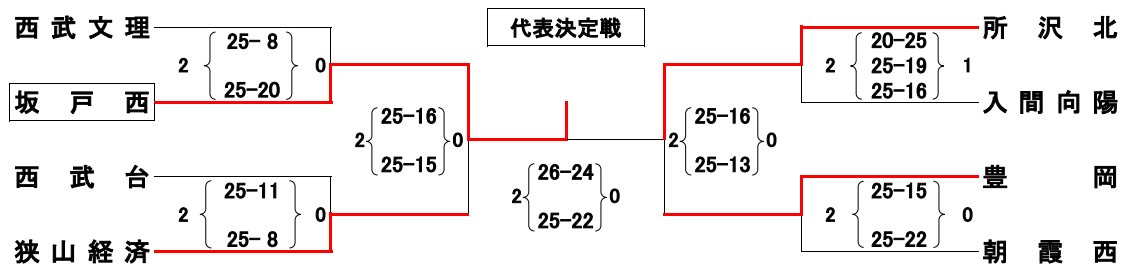 代表決定戦
西武文理
2 25- 8 0
25-20
坂戸西
2 25-16 0
25-15
西武台
2 25-11 0
25- 8
狭山経済
2 26-24 0
25-22
所沢北
2 20-25 1
25-19
25-16
入間向陽
2 25-16 0
25-13
豊岡
2 25-15 0
25-22
朝霞西